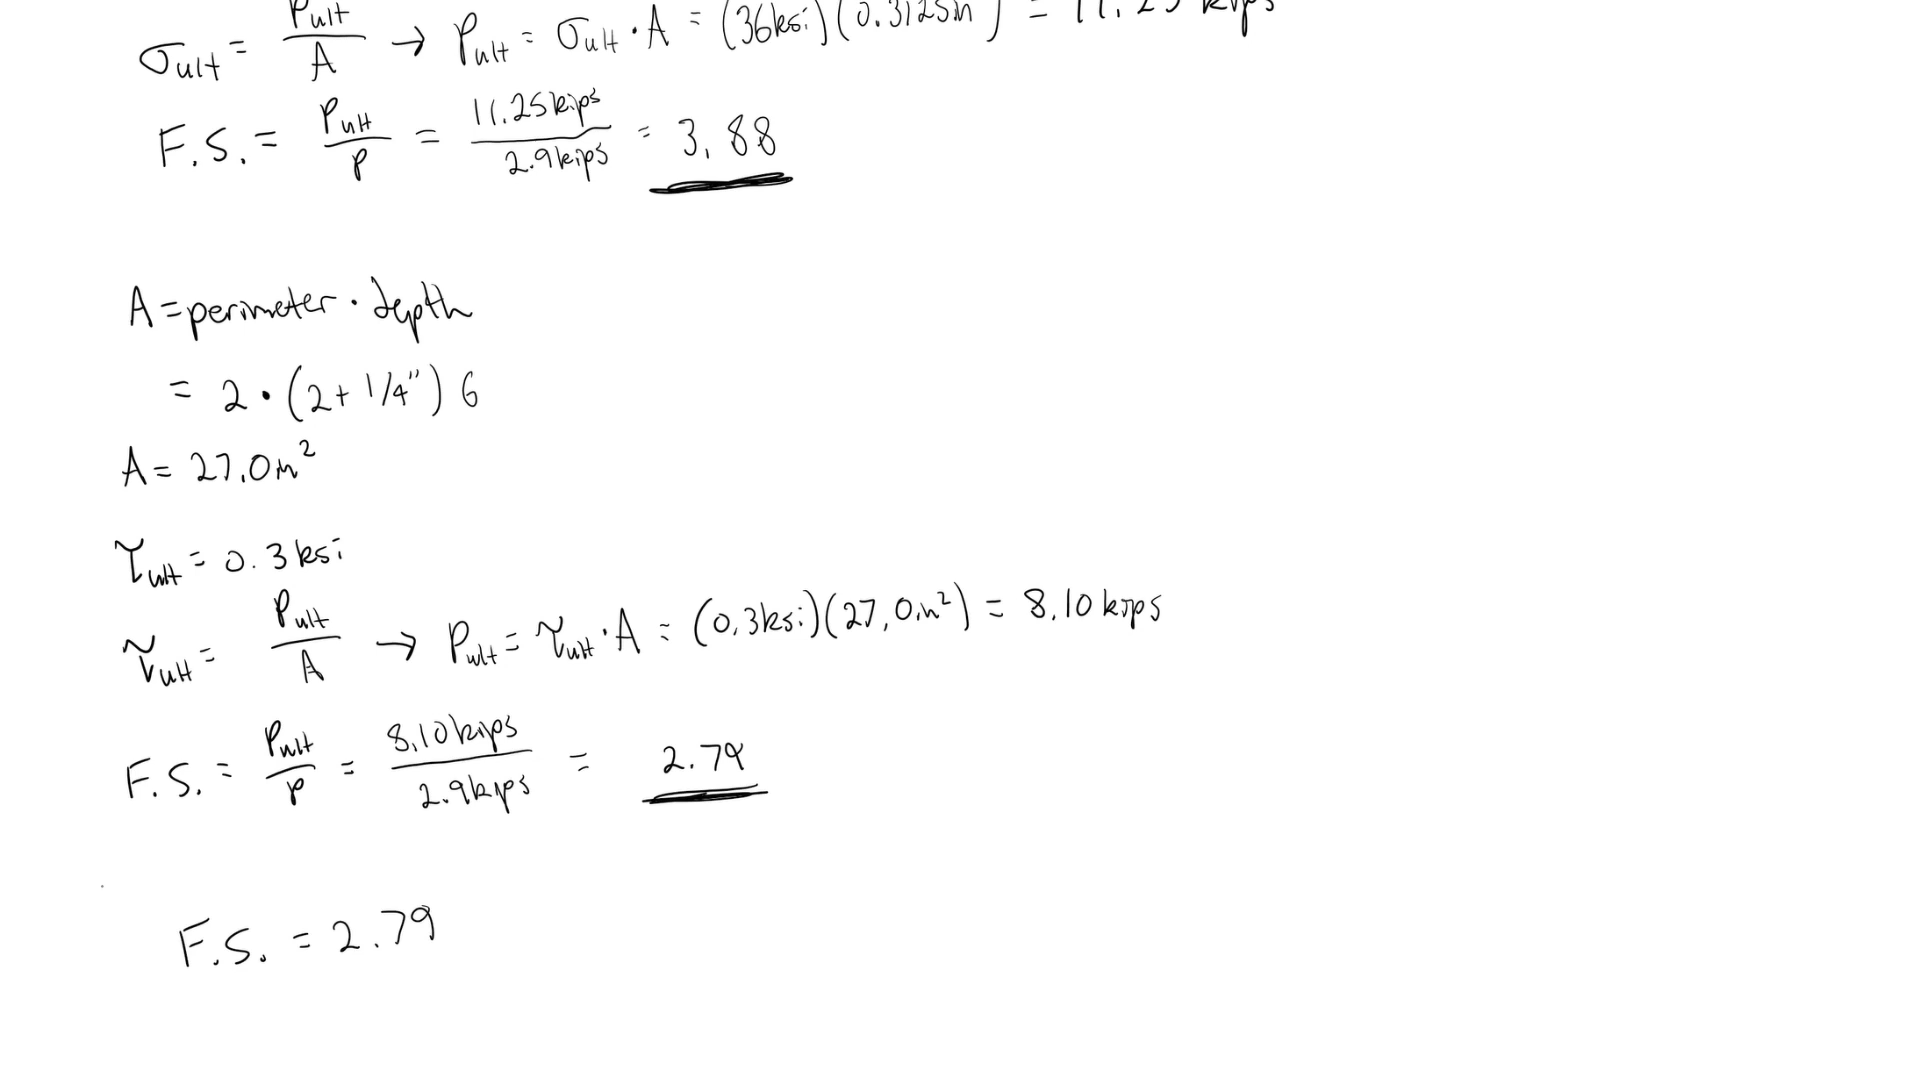 σult = Pult/A → Pult = σult · A = (36ksi)(0.3125in ) = 11.25 kips
F.S. = Pult/P = 11.25kips/2.9kips = 3.88
A = perimeter · depth
= 2 · (2 + 1/4") 6
A = 27.0in²
τult = 0.3ksi
τult = Pult/A → Pult = τult · A = (0.3ksi)(27.0in²) = 8.10 kips
F.S. = Pult/P = 8.10kips/2.9kips = 2.79
F.S. = 2.79